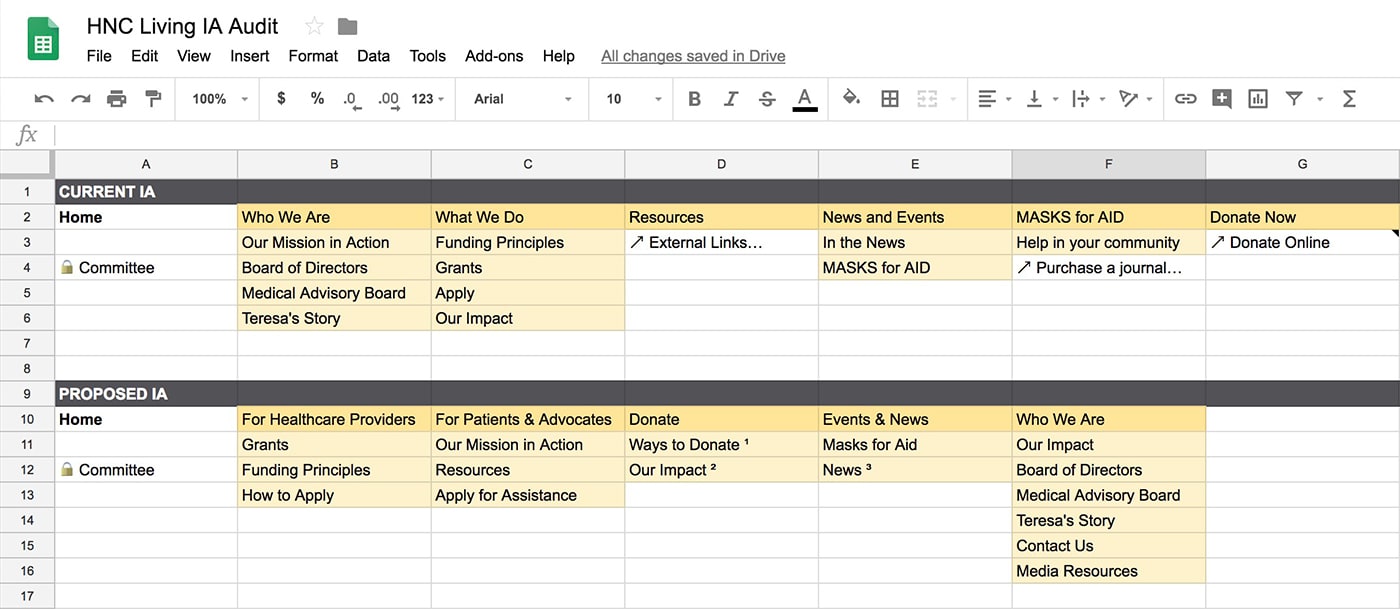 HNC Living IA Audit
File Edit View Insert Format Data Tools Add-ons Help All changes saved in Drive
100% $ % .0 .00 123 Arial 10 B I S A Σ
fx
A B C D E F G
1 CURRENT IA
2 Home Who We Are What We Do Resources News and Events MASKS for AID Donate Now
3 Our Mission in Action Funding Principles ↗ External Links... In the News Help in your community ↗ Donate Online
4 🔒 Committee Board of Directors Grants MASKS for AID ↗ Purchase a journal...
5 Medical Advisory Board Apply
6 Teresa's Story Our Impact
7
8
9 PROPOSED IA
10 Home For Healthcare Providers For Patients & Advocates Donate Events & News Who We Are
11 Grants Our Mission in Action Ways to Donate ¹ Masks for Aid Our Impact
12 🔒 Committee Funding Principles Resources Our Impact ² News ³ Board of Directors
13 How to Apply Apply for Assistance Medical Advisory Board
14 Teresa's Story
15 Contact Us
16 Media Resources
17